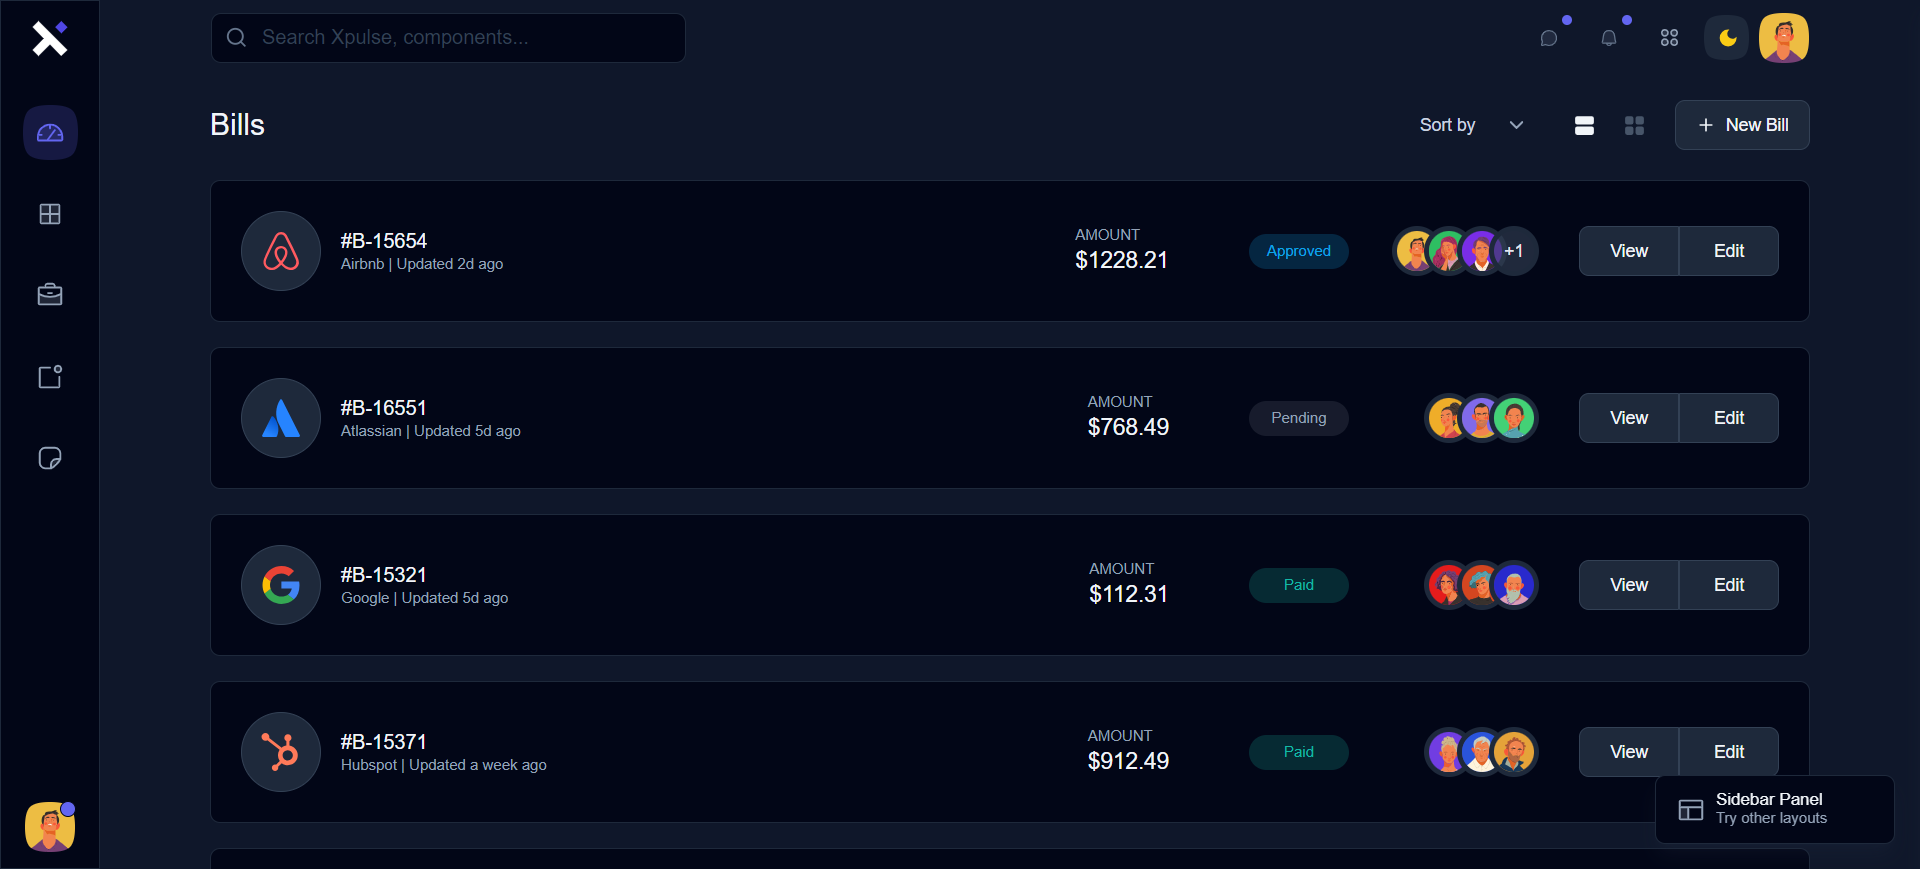 Search Xpulse, components...
Bills
Sort by
New Bill
#B-15654
Airbnb | Updated 2d ago
AMOUNT
$1228.21
Approved
+1
View
Edit
#B-16551
Atlassian | Updated 5d ago
AMOUNT
$768.49
Pending
View
Edit
#B-15321
Google | Updated 5d ago
AMOUNT
$112.31
Paid
View
Edit
#B-15371
Hubspot | Updated a week ago
AMOUNT
$912.49
Paid
View
Edit
Sidebar Panel
Try other layouts